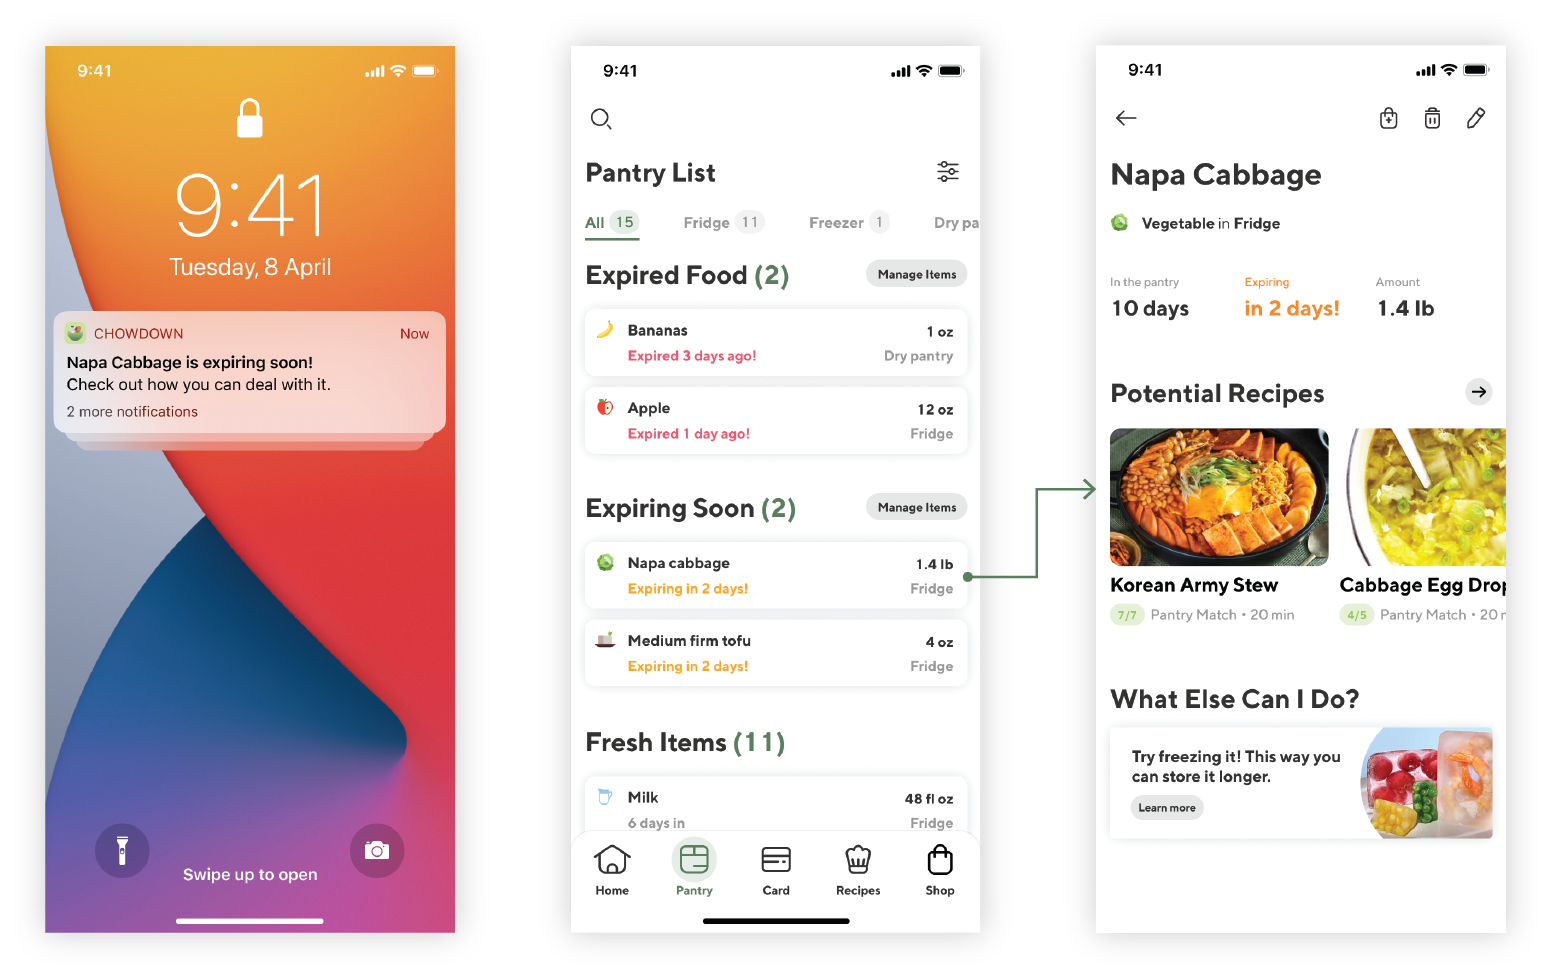 9:41
9:41
Tuesday, 8 April
CHOWDOWN Now
Napa Cabbage is expiring soon!
Check out how you can deal with it.
2 more notifications
Swipe up to open
9:41
Pantry List
All 15 Fridge 11 Freezer 1 Dry pa
Expired Food (2) Manage Items
Bananas 1 oz
Expired 3 days ago! Dry pantry
Apple 12 oz
Expired 1 day ago! Fridge
Expiring Soon (2) Manage Items
Napa cabbage 1.4 lb
Expiring in 2 days! Fridge
Medium firm tofu 4 oz
Expiring in 2 days! Fridge
Fresh Items (11)
Milk 48 fl oz
6 days in Fridge
Home Pantry Card Recipes Shop
9:41
Napa Cabbage
Vegetable in Fridge
In the pantry Expiring Amount
10 days in 2 days! 1.4 lb
Potential Recipes
Korean Army Stew Cabbage Egg Drop
7/7 Pantry Match • 20 min 4/5 Pantry Match • 20 m
What Else Can I Do?
Try freezing it! This way you
can store it longer.
Learn more